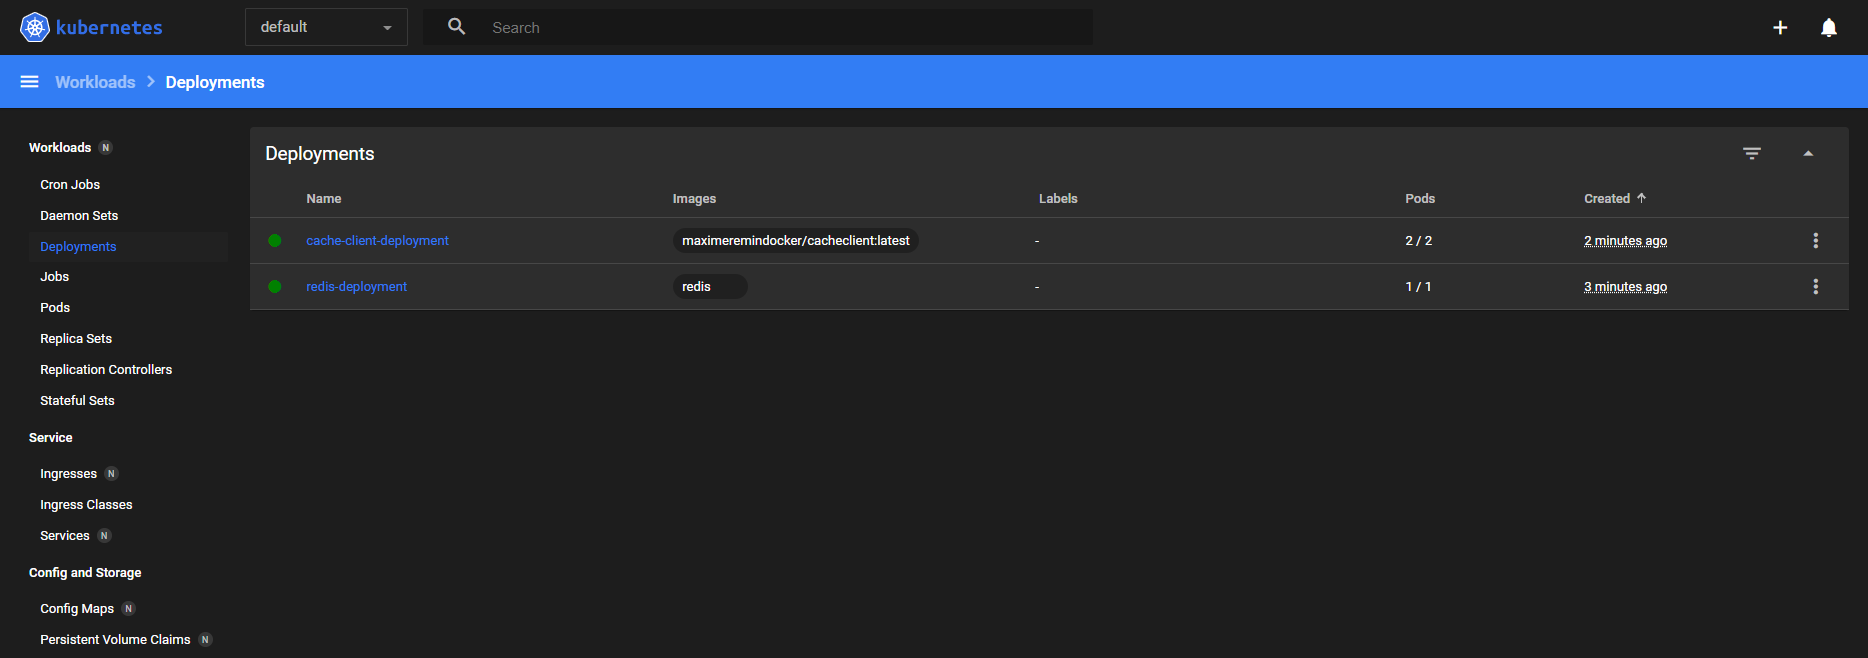 kubernetes default Search
Workloads Deployments
Workloads N
Cron Jobs
Daemon Sets
Deployments
Jobs
Pods
Replica Sets
Replication Controllers
Stateful Sets
Service
Ingresses N
Ingress Classes
Services N
Config and Storage
Config Maps N
Persistent Volume Claims N
Deployments
Name Images Labels Pods Created
cache-client-deployment maximeremindocker/cacheclient:latest - 2 / 2 2 minutes ago
redis-deployment redis - 1 / 1 3 minutes ago